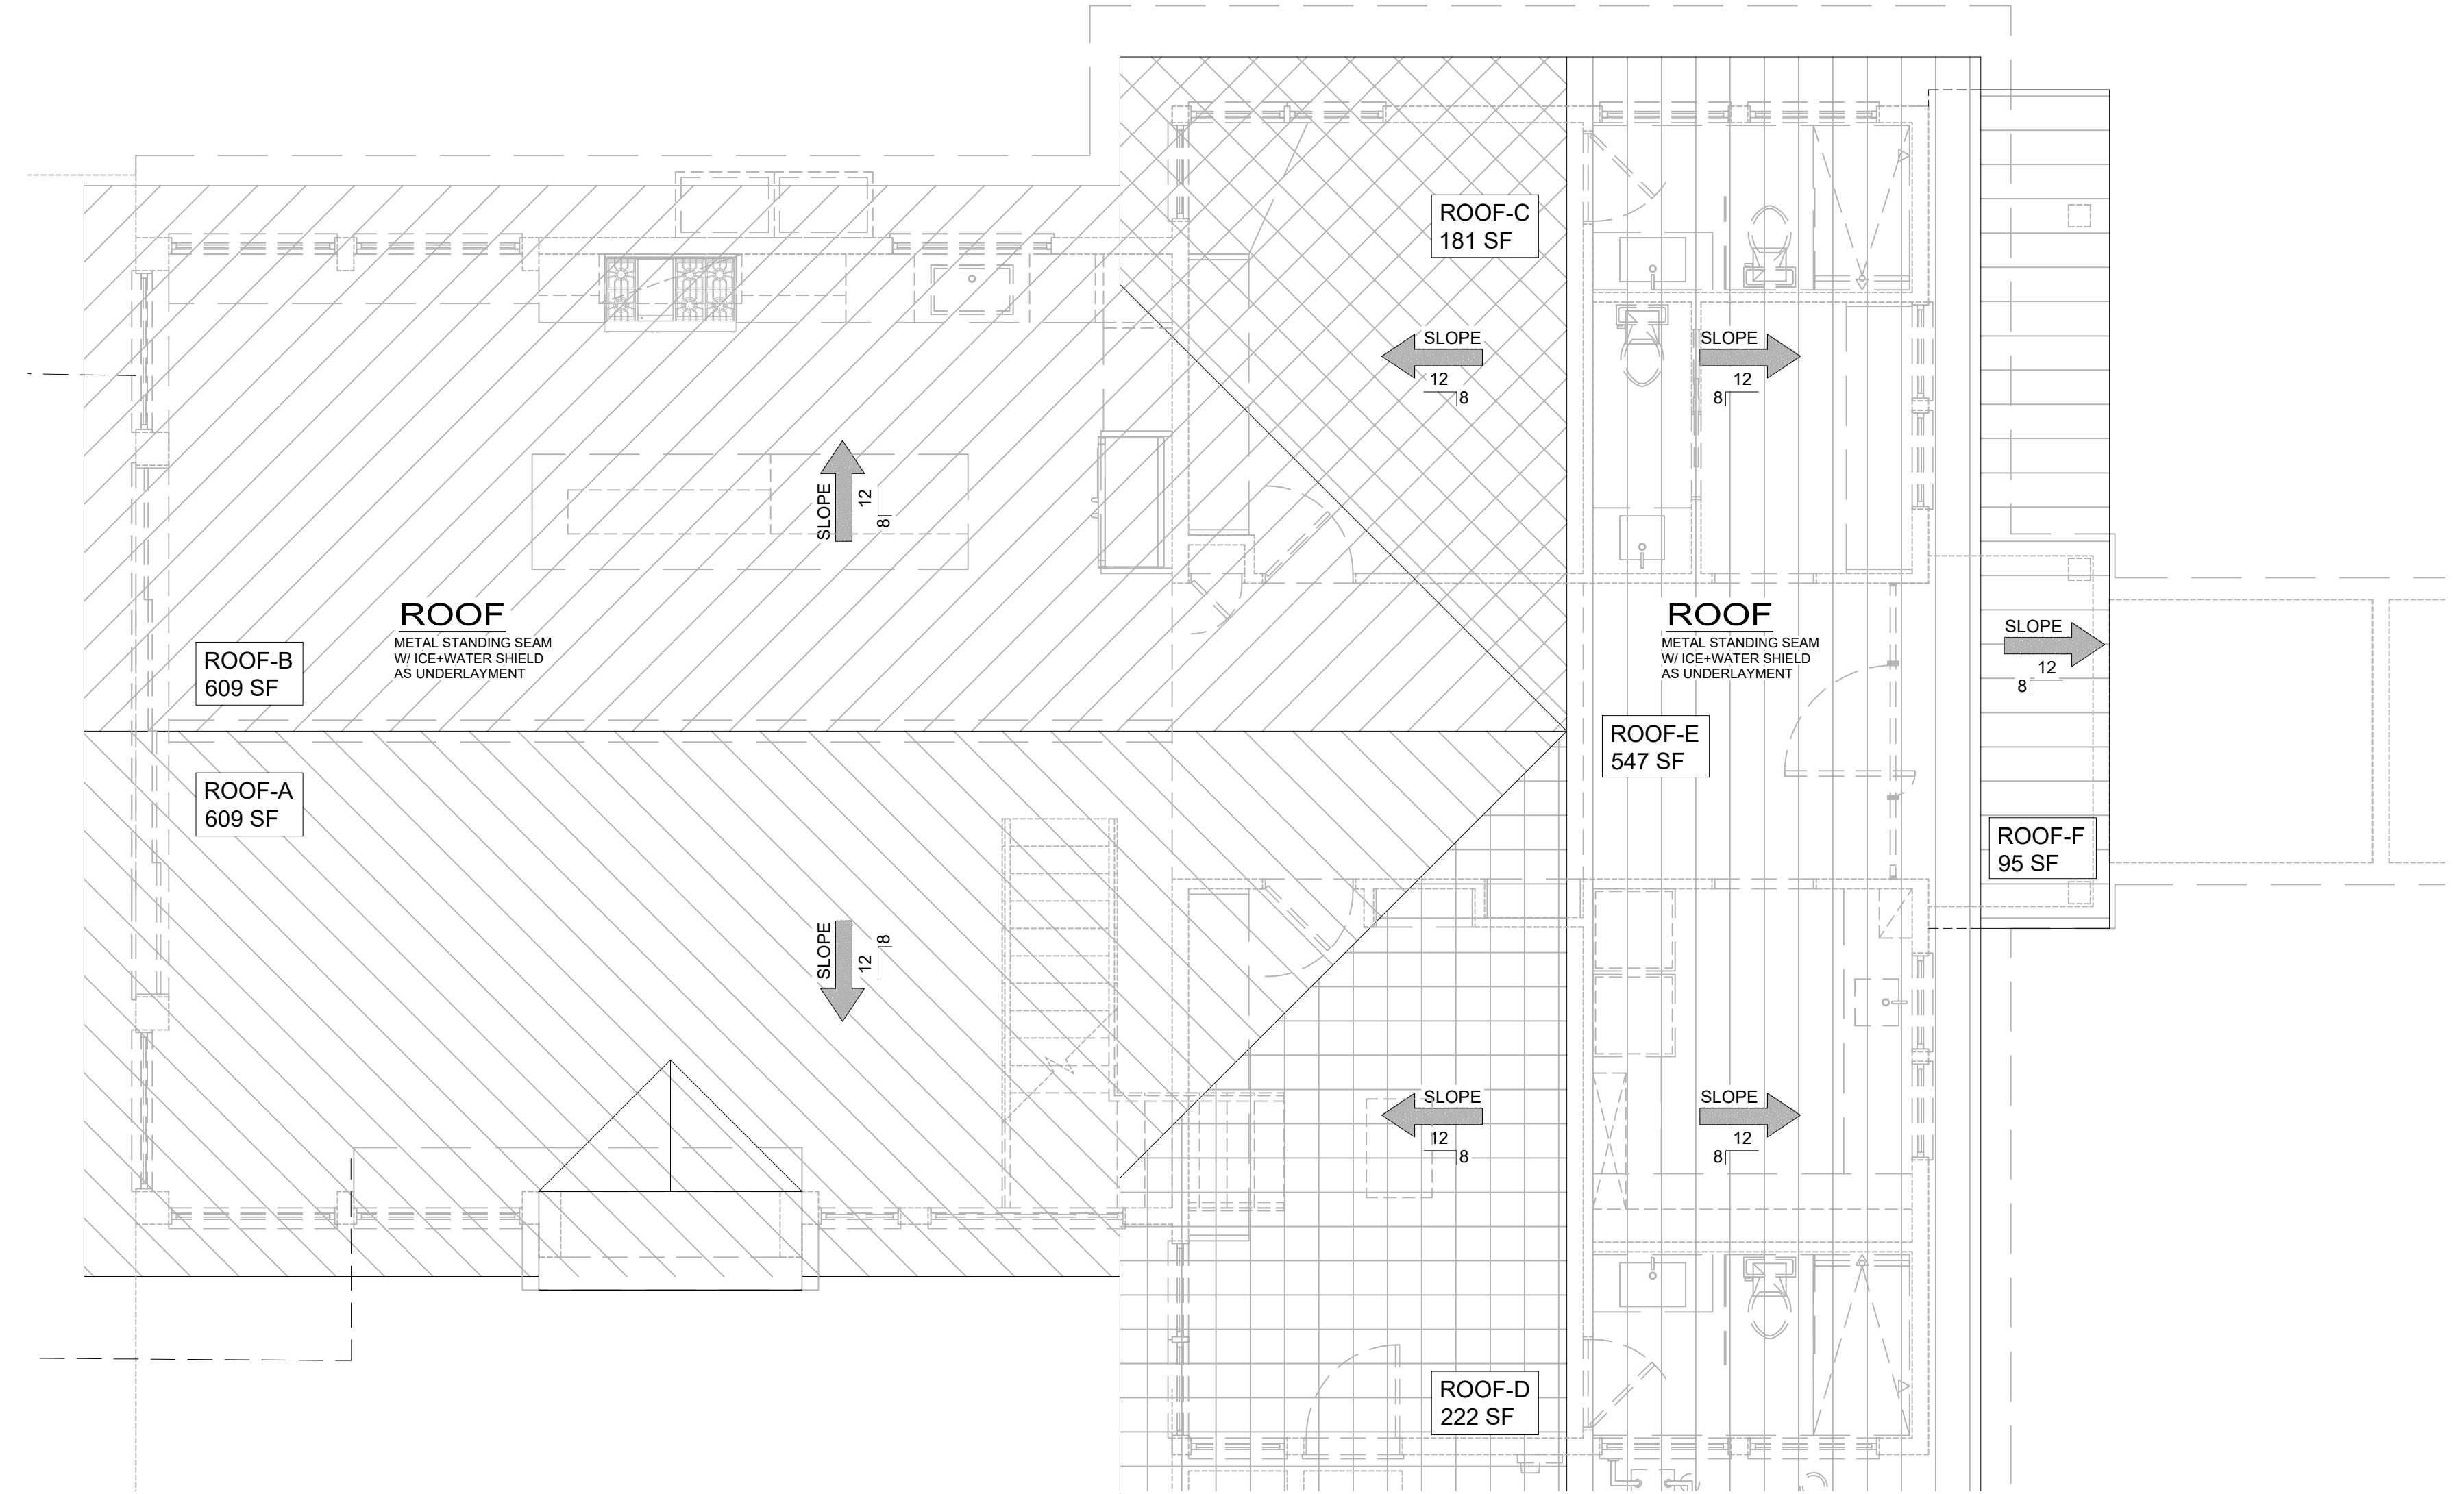 ROOF-C
181 SF
SLOPE
12
8
SLOPE
12
8
SLOPE
12
8
ROOF
METAL STANDING SEAM
W/ ICE+WATER SHIELD
AS UNDERLAYMENT
ROOF
METAL STANDING SEAM
W/ ICE+WATER SHIELD
AS UNDERLAYMENT
SLOPE
12
8
ROOF-B
609 SF
ROOF-E
547 SF
ROOF-A
609 SF
ROOF-F
95 SF
SLOPE
12
8
SLOPE
12
8
SLOPE
12
8
ROOF-D
222 SF